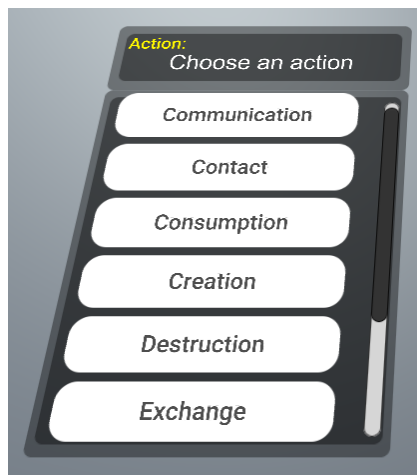 Action:
Choose an action
Communication
Contact
Consumption
Creation
Destruction
Exchange